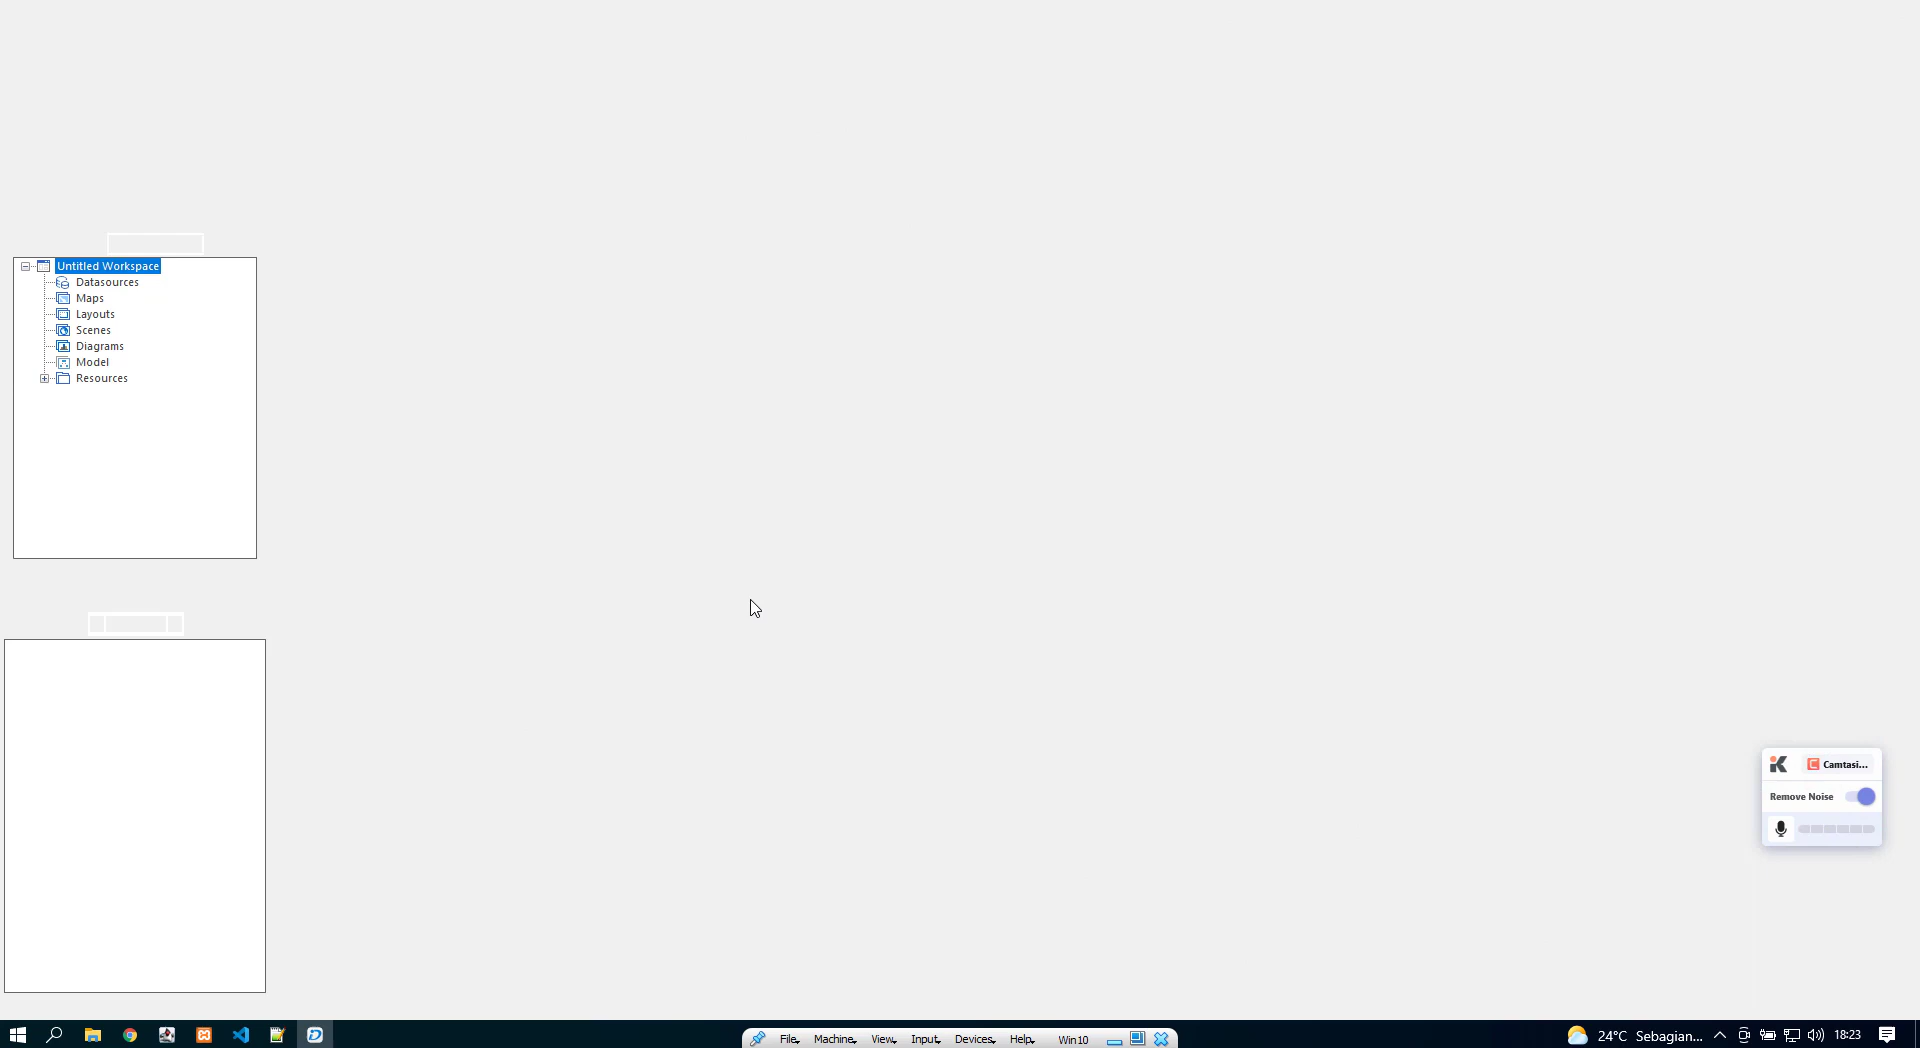 Untitled Workspace
Datasources
Maps
Layouts
Scenes
Diagrams
Model
Resources
Camtasi...
Remove Noise
File Machine View Input Devices Help Win10
24°C Sebagian... 18:23